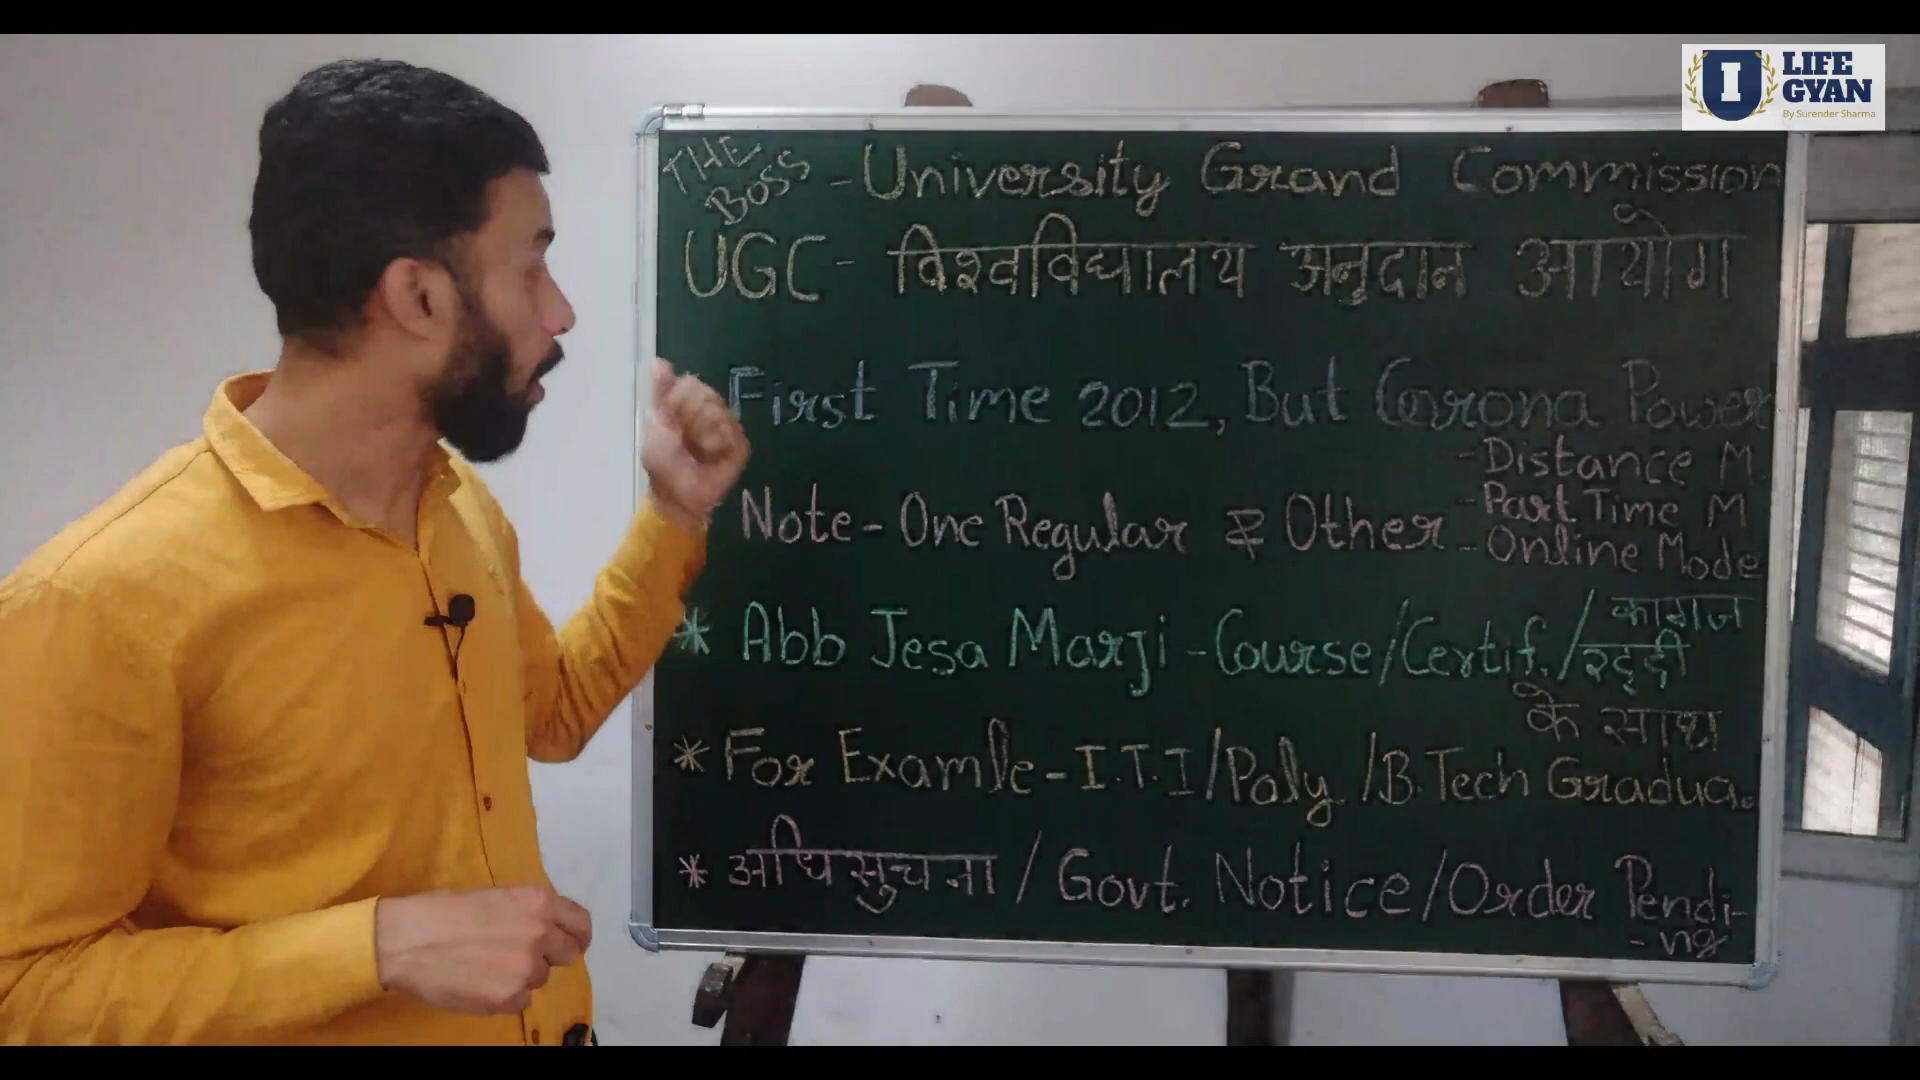 LIFE
GYAN
By Surender Sharma
THE
BOSS - University Grand Commission
UGC - विश्वविद्यालय अनुदान आयोग
First Time 2012, But Corona Power
- Distance M.
- Part Time M
Note - One Regular & Other - Online Mode
* Abb Jesa Marji - Course/Certif./ कागज
रद्दी
के साथ
* For Examle - I.T.I/Poly /B.Tech Gradua.
* अधिसुचना / Govt. Notice/Order Pendi-
- ng